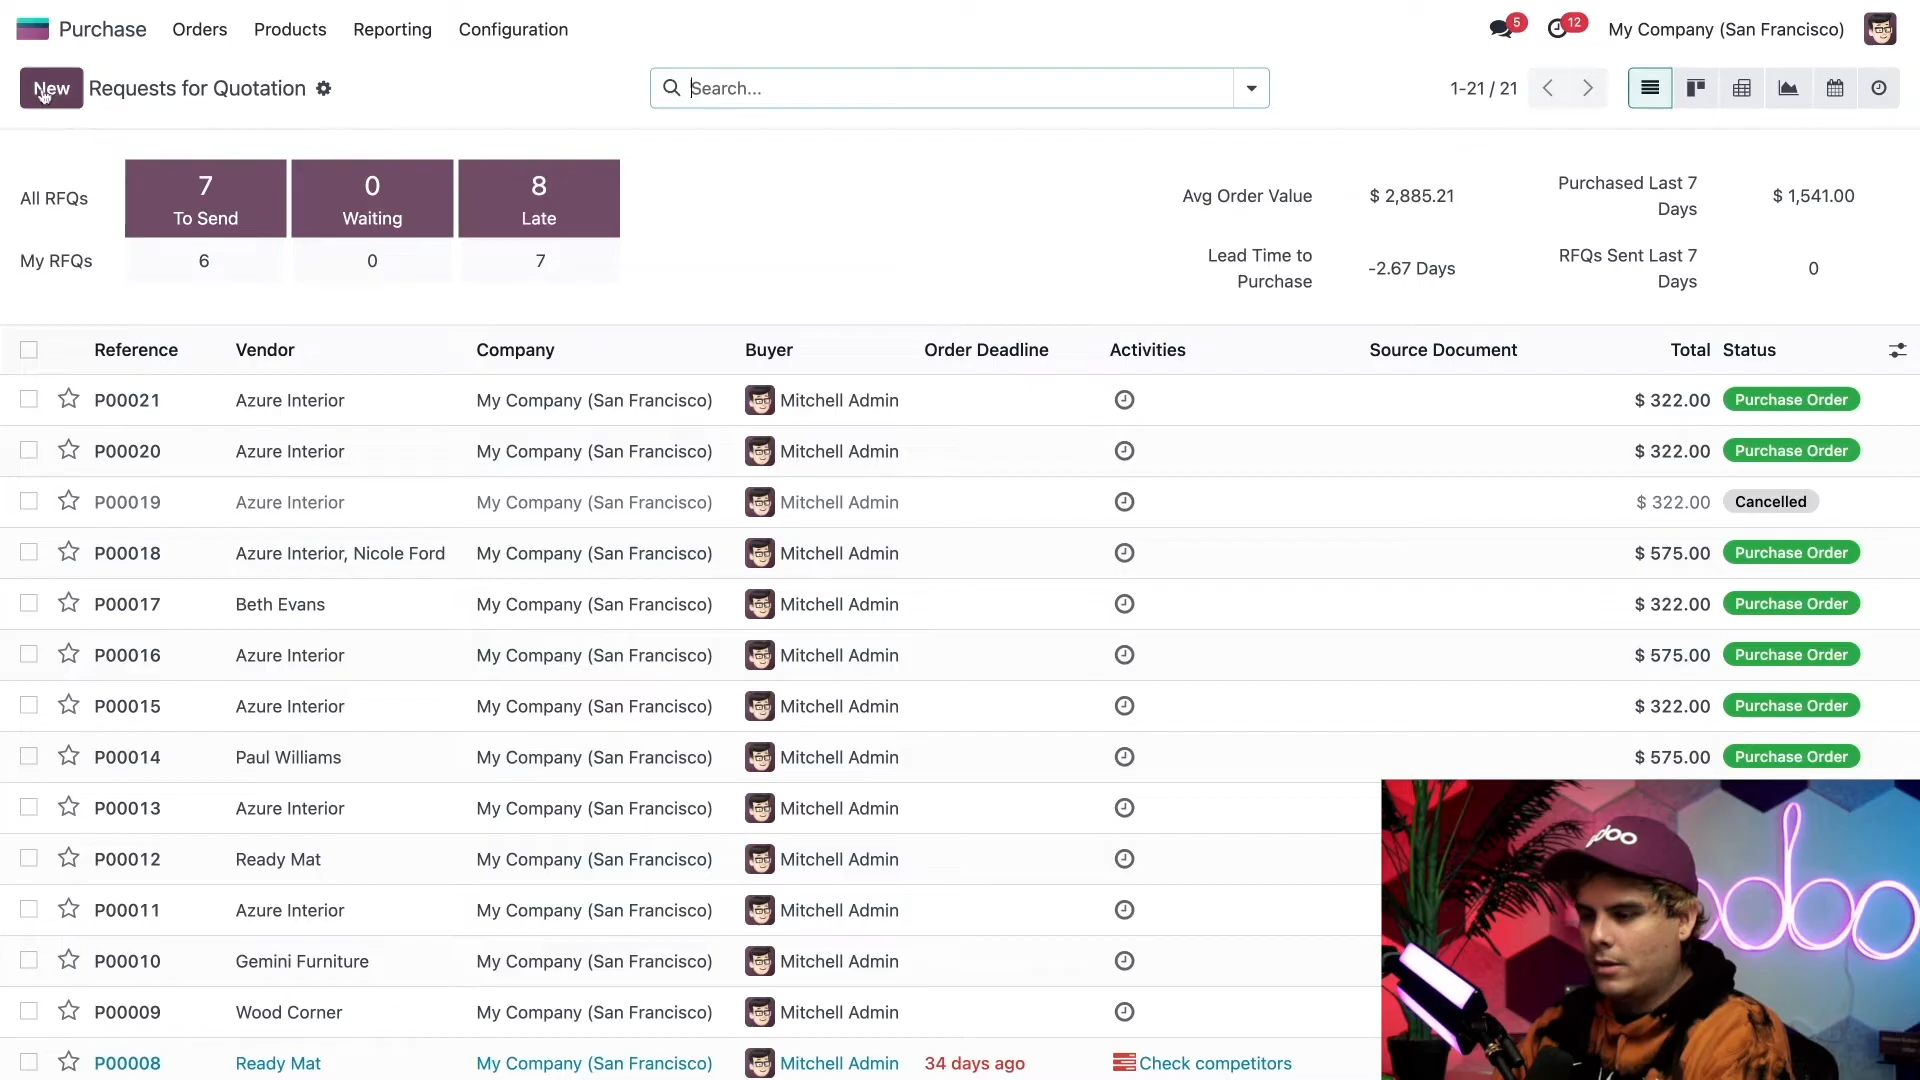 Purchase Orders Products Reporting Configuration 5 12 My Company (San Francisco)
New Requests for Quotation Search... 1-21 / 21
All RFQs 7 To Send 0 Waiting 8 Late
My RFQs 6 0 7
Avg Order Value $ 2,885.21 Purchased Last 7 Days $ 1,541.00
Lead Time to Purchase -2.67 Days RFQs Sent Last 7 Days 0
Reference Vendor Company Buyer Order Deadline Activities Source Document Total Status
P00021 Azure Interior My Company (San Francisco) Mitchell Admin $ 322.00 Purchase Order
P00020 Azure Interior My Company (San Francisco) Mitchell Admin $ 322.00 Purchase Order
P00019 Azure Interior My Company (San Francisco) Mitchell Admin $ 322.00 Cancelled
P00018 Azure Interior, Nicole Ford My Company (San Francisco) Mitchell Admin $ 575.00 Purchase Order
P00017 Beth Evans My Company (San Francisco) Mitchell Admin $ 322.00 Purchase Order
P00016 Azure Interior My Company (San Francisco) Mitchell Admin $ 575.00 Purchase Order
P00015 Azure Interior My Company (San Francisco) Mitchell Admin $ 322.00 Purchase Order
P00014 Paul Williams My Company (San Francisco) Mitchell Admin $ 575.00 Purchase Order
P00013 Azure Interior My Company (San Francisco) Mitchell Admin
P00012 Ready Mat My Company (San Francisco) Mitchell Admin
P00011 Azure Interior My Company (San Francisco) Mitchell Admin
P00010 Gemini Furniture My Company (San Francisco) Mitchell Admin
P00009 Wood Corner My Company (San Francisco) Mitchell Admin
P00008 Ready Mat My Company (San Francisco) Mitchell Admin 34 days ago Check competitors
odoo
odoo